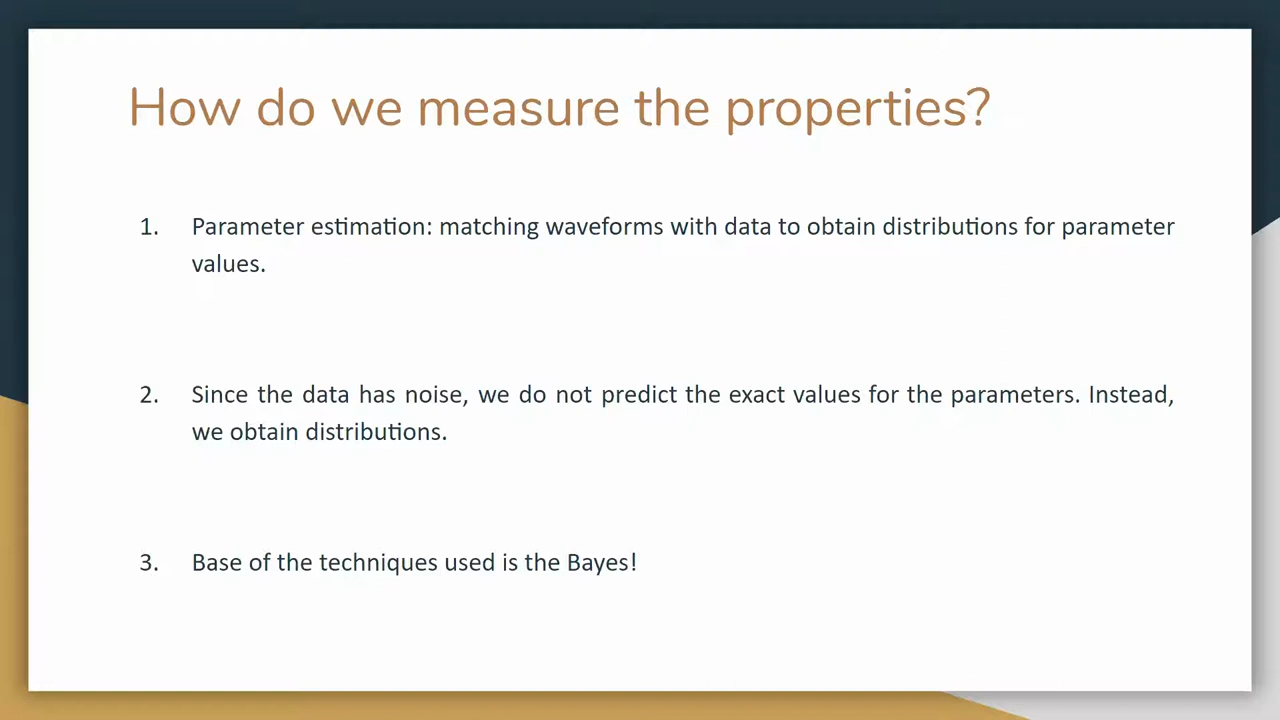 How do we measure the properties?
1. Parameter estimation: matching waveforms with data to obtain distributions for parameter
values.
2. Since the data has noise, we do not predict the exact values for the parameters. Instead,
we obtain distributions.
3. Base of the techniques used is the Bayes!